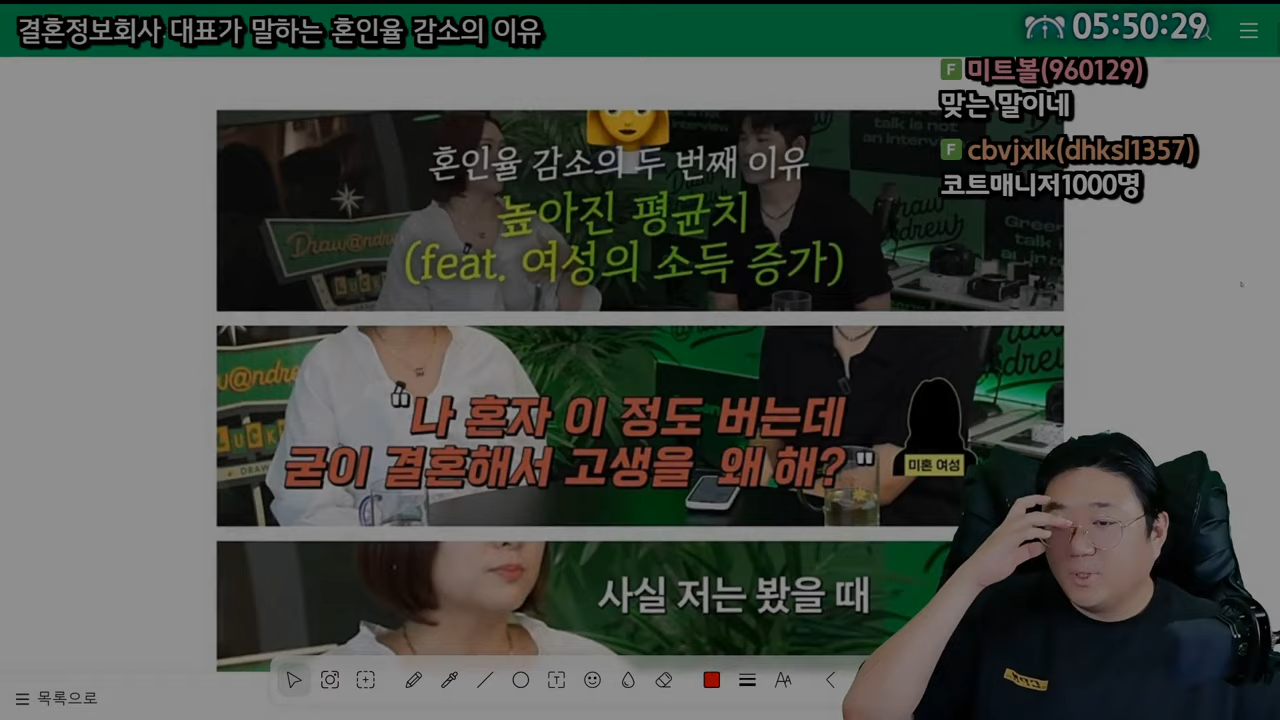 결혼정보회사 대표가 말하는 혼인율 감소의 이유
05:50:29
F 미트볼(960129)
맞는 말이네
F cbvjxlk(dhksl1357)
코트매니저1000명
혼인율 감소의 두 번째 이유
높아진 평균치
(feat. 여성의 소득 증가)
Draw@ndre
LUCK
raw
ndrew
"나 혼자 이 정도 버는데
굳이 결혼해서 고생을 왜 해?"
미혼 여성
사실 저는 봤을 때
목록으로